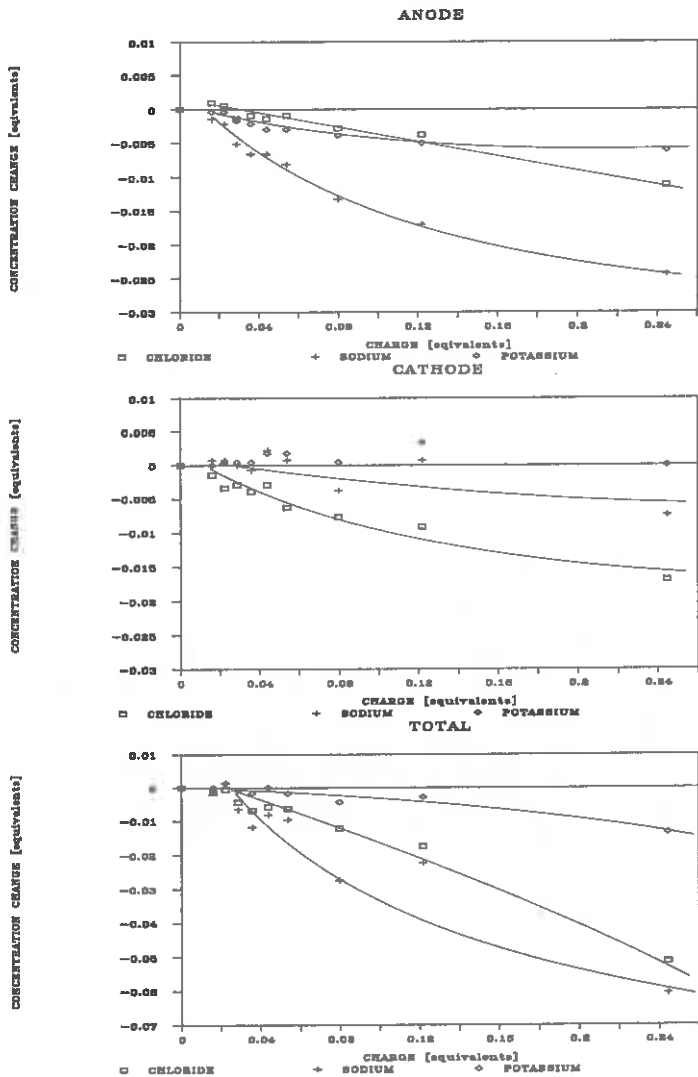 ANODE
CONCENTRATION CHANGE [eqivalents]
0.01
0.005
0
-0.005
-0.01
-0.015
-0.02
-0.025
-0.03
0 0.04 0.08 0.12 0.16 0.2 0.24
CHARGE [eqivalents]
CHLORIDE SODIUM POTASSIUM
CATHODE
CONCENTRATION CHANGE [equivalents]
0.01
0.005
0
-0.005
-0.01
-0.015
-0.02
-0.025
-0.03
0 0.04 0.08 0.12 0.16 0.2 0.24
CHARGE [equivalents]
CHLORIDE SODIUM POTASSIUM
TOTAL
CONCENTRATION CHANGE [equivalents]
0.01
0
-0.01
-0.02
-0.03
-0.04
-0.05
-0.06
-0.07
0 0.04 0.08 0.12 0.16 0.2 0.24
CHARGE [equivalents]
CHLORIDE SODIUM POTASSIUM